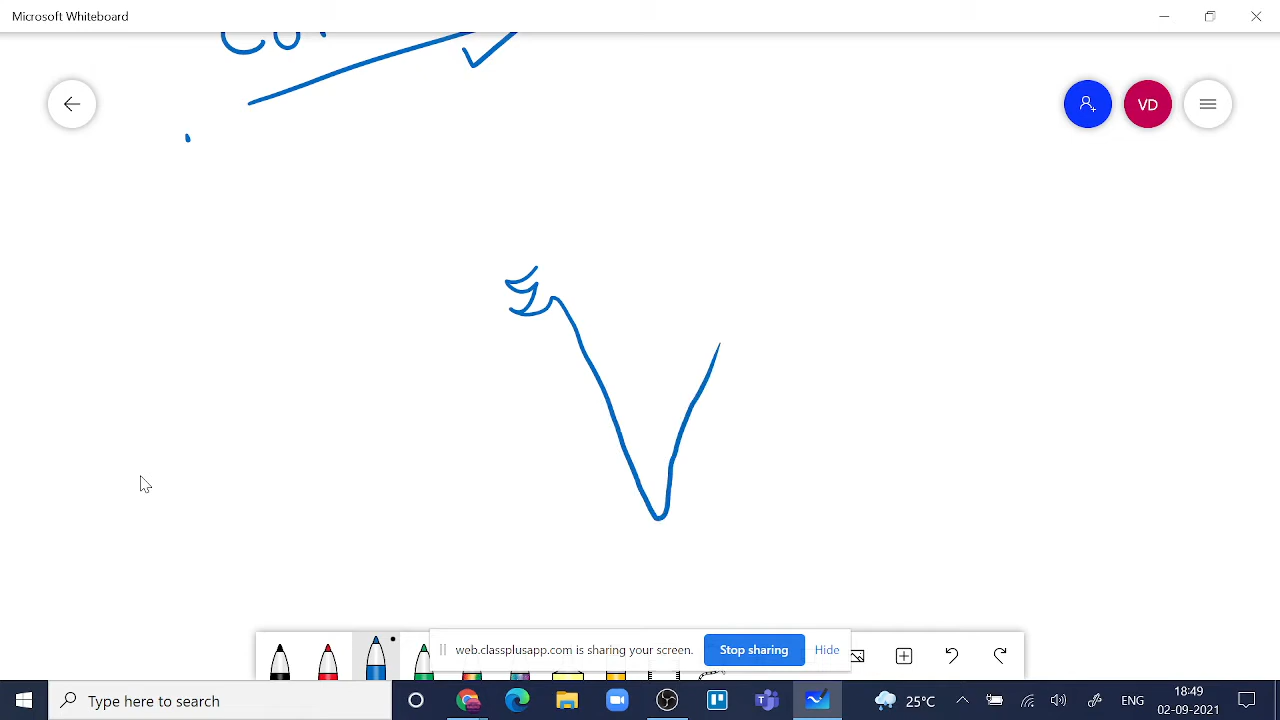 Microsoft Whiteboard
VD
web.classplusapp.com is sharing your screen. Stop sharing Hide
Type here to search
25°C
ENG
18:49
02-09-2021